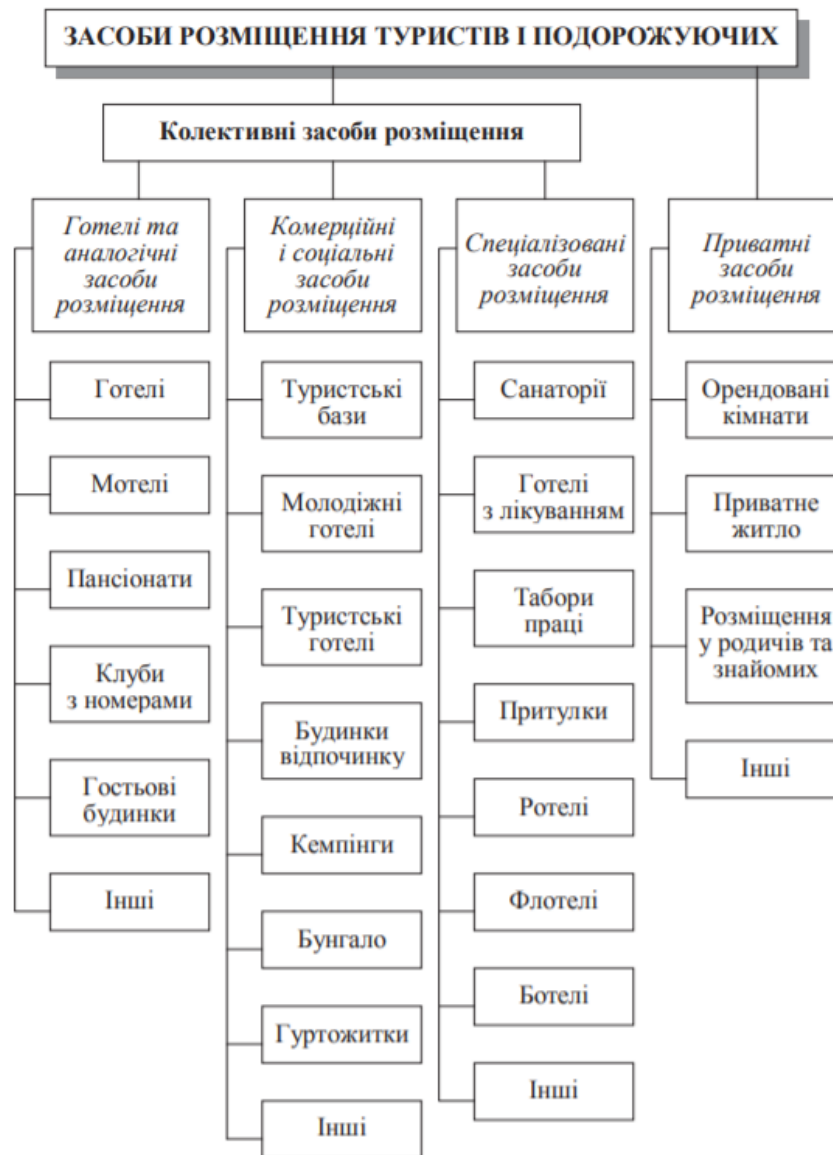 ЗАСОБИ РОЗМІЩЕННЯ ТУРИСТІВ І ПОДОРОЖУЮЧИХ
Колективні засоби розміщення
Готелі та
аналогічні
засоби
розміщення
Готелі
Мотелі
Пансіонати
Клуби
з номерами
Гостьові
будинки
Інші
Комерційні
і соціальні
засоби
розміщення
Туристські
бази
Молодіжні
готелі
Туристські
готелі
Будинки
відпочинку
Кемпінги
Бунгало
Гуртожитки
Інші
Спеціалізовані
засоби
розміщення
Санаторії
Готелі
з лікуванням
Табори
праці
Притулки
Ротелі
Флотелі
Ботелі
Інші
Приватні
засоби
розміщення
Орендовані
кімнати
Приватне
житло
Розміщення
у родичів та
знайомих
Інші